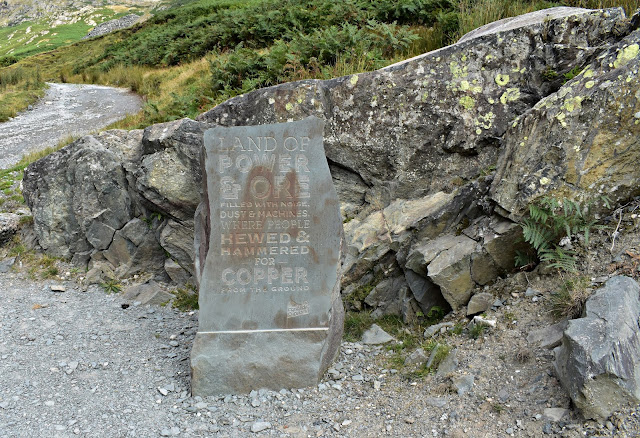 LAND OF
POWER
& ORE
FILLED WITH NOISE,
DUST & MACHINES,
WHERE PEOPLE
HEWED &
HAMMERED
FOR
COPPER
FROM THE GROUND